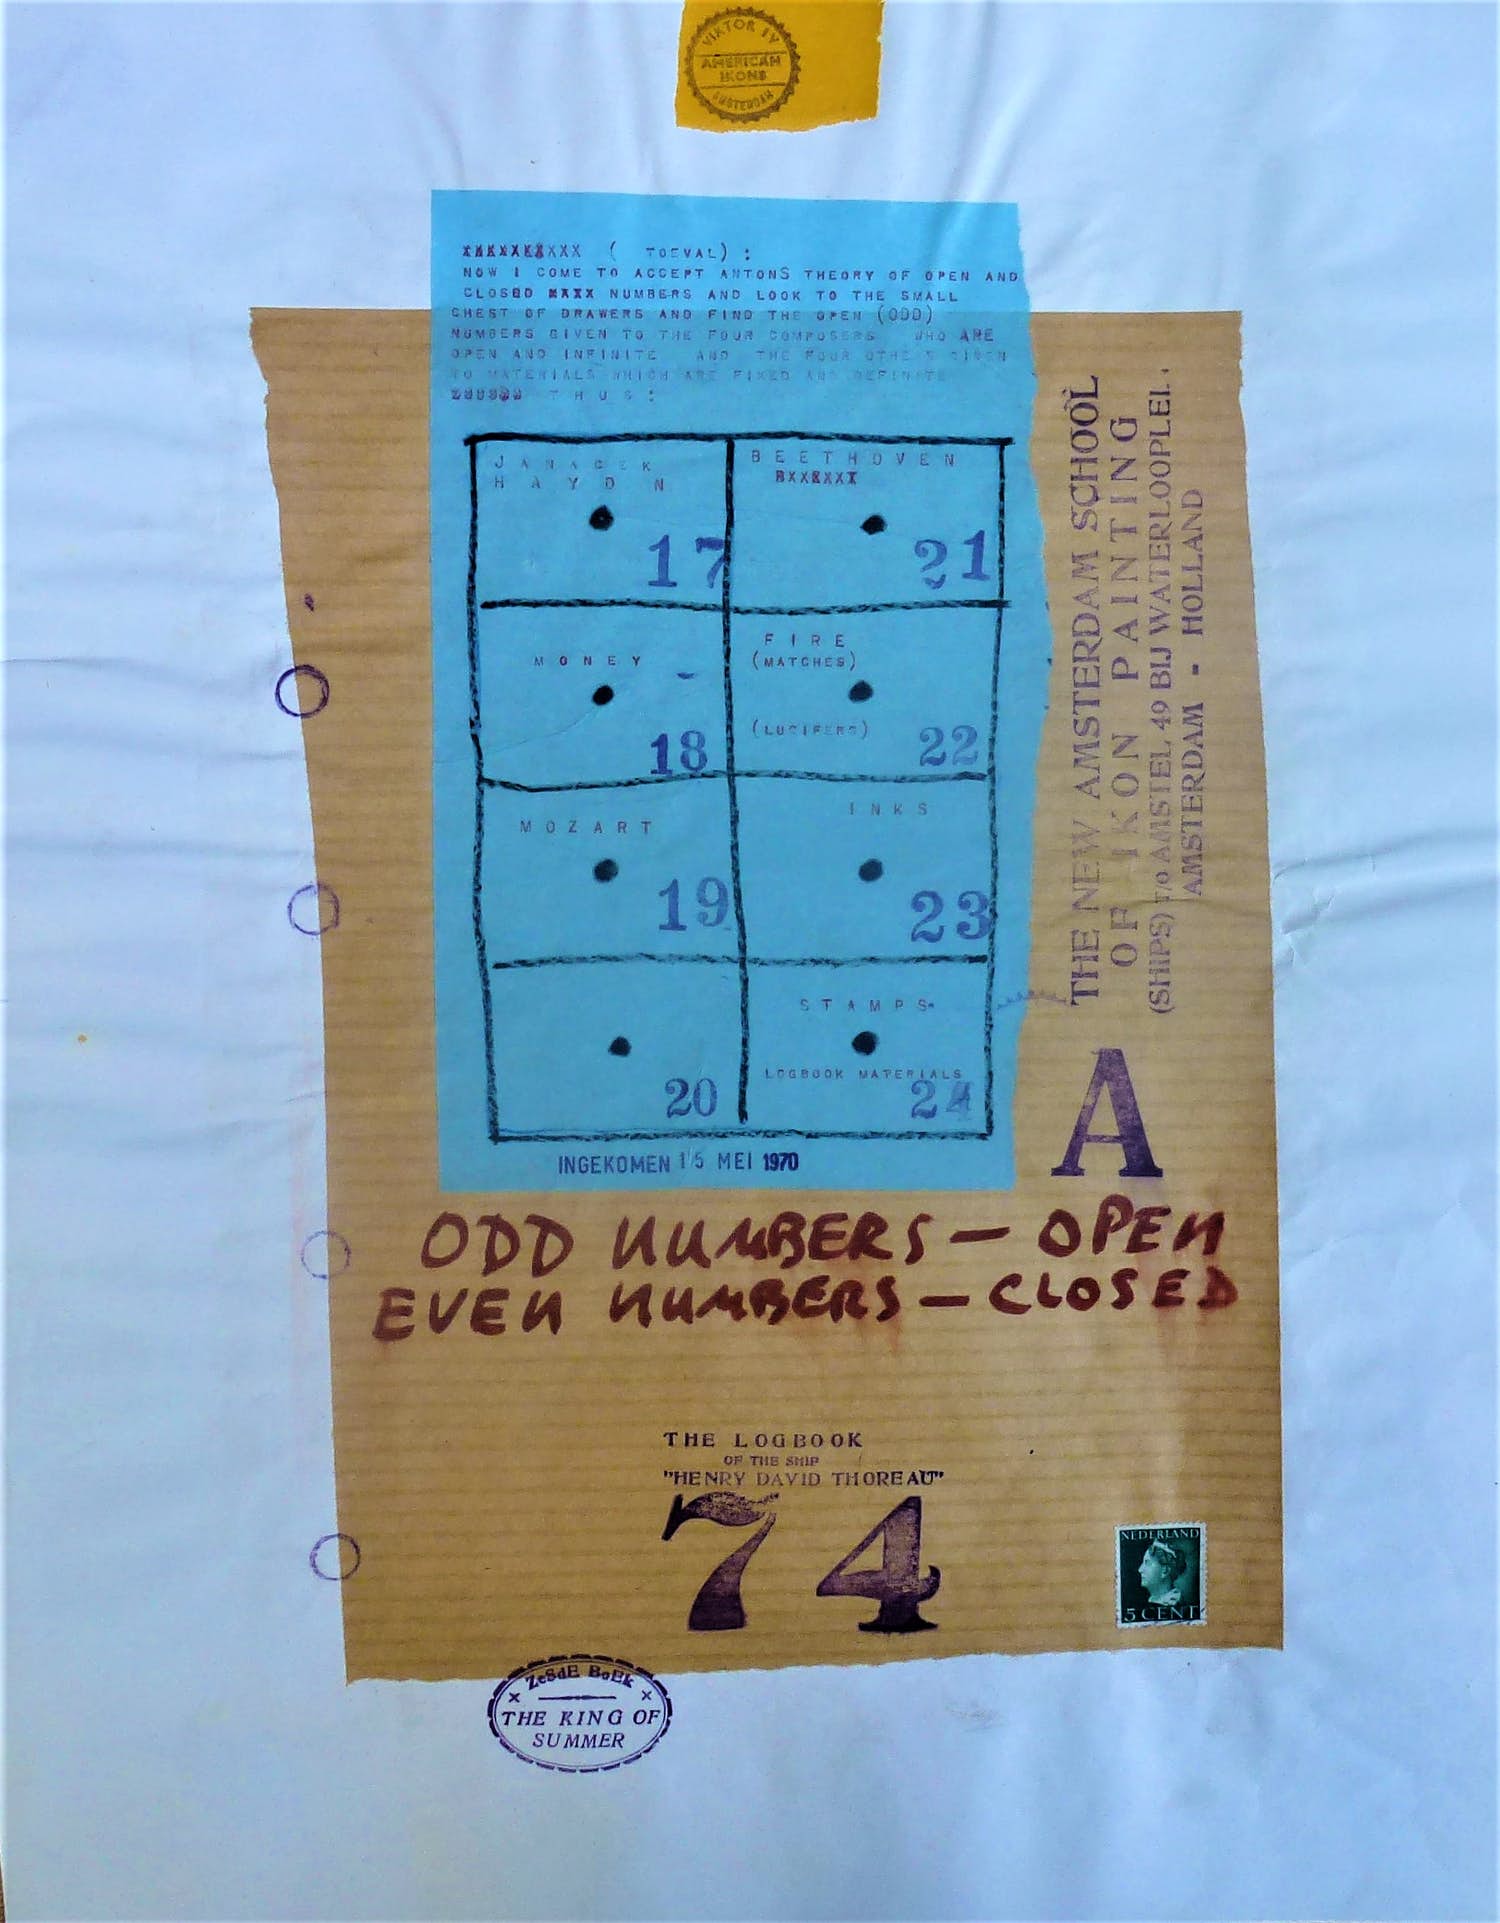 VIKTOR IV
AMERICAN
IKONS
AMSTERDAM
( TOEVAL) :
NOW I COME TO ACCEPT ANTONS THEORY OF OPEN AND
CLOSED NUMBERS AND LOOK TO THE SMALL
CHEST OF DRAWERS AND FIND THE OPEN (ODD)
NUMBERS GIVEN TO THE FOUR COMPOSERS WHO ARE
OPEN AND INFINITE AND THE FOUR OTHE S GIVEN
TO MATERIALS WHICH ARE FIXED AND DEFINITE
THUS :
JANACEK
HAYDN
17
BEETHOVEN
21
MONEY
18
FIRE
(MATCHES)
(LUCIFERS)
22
MOZART
19
INKS
23
20
STAMPS
LOGBOOK MATERIALS
24
INGEKOMEN 15 MEI 1970
THE NEW AMSTERDAM SCHOOL
OF IKON PAINTING
(SHIPS) T/O AMSTEL 49 BIJ WATERLOOPLEI.
AMSTERDAM - HOLLAND
A
ODD NUMBERS — OPEN
EVEN NUMBERS — CLOSED
THE LOGBOOK
OF THE SHIP
"HENRY DAVID THOREAU"
74
NEDERLAND
5 CENT
ZeSdE BoEk
THE KING OF
SUMMER